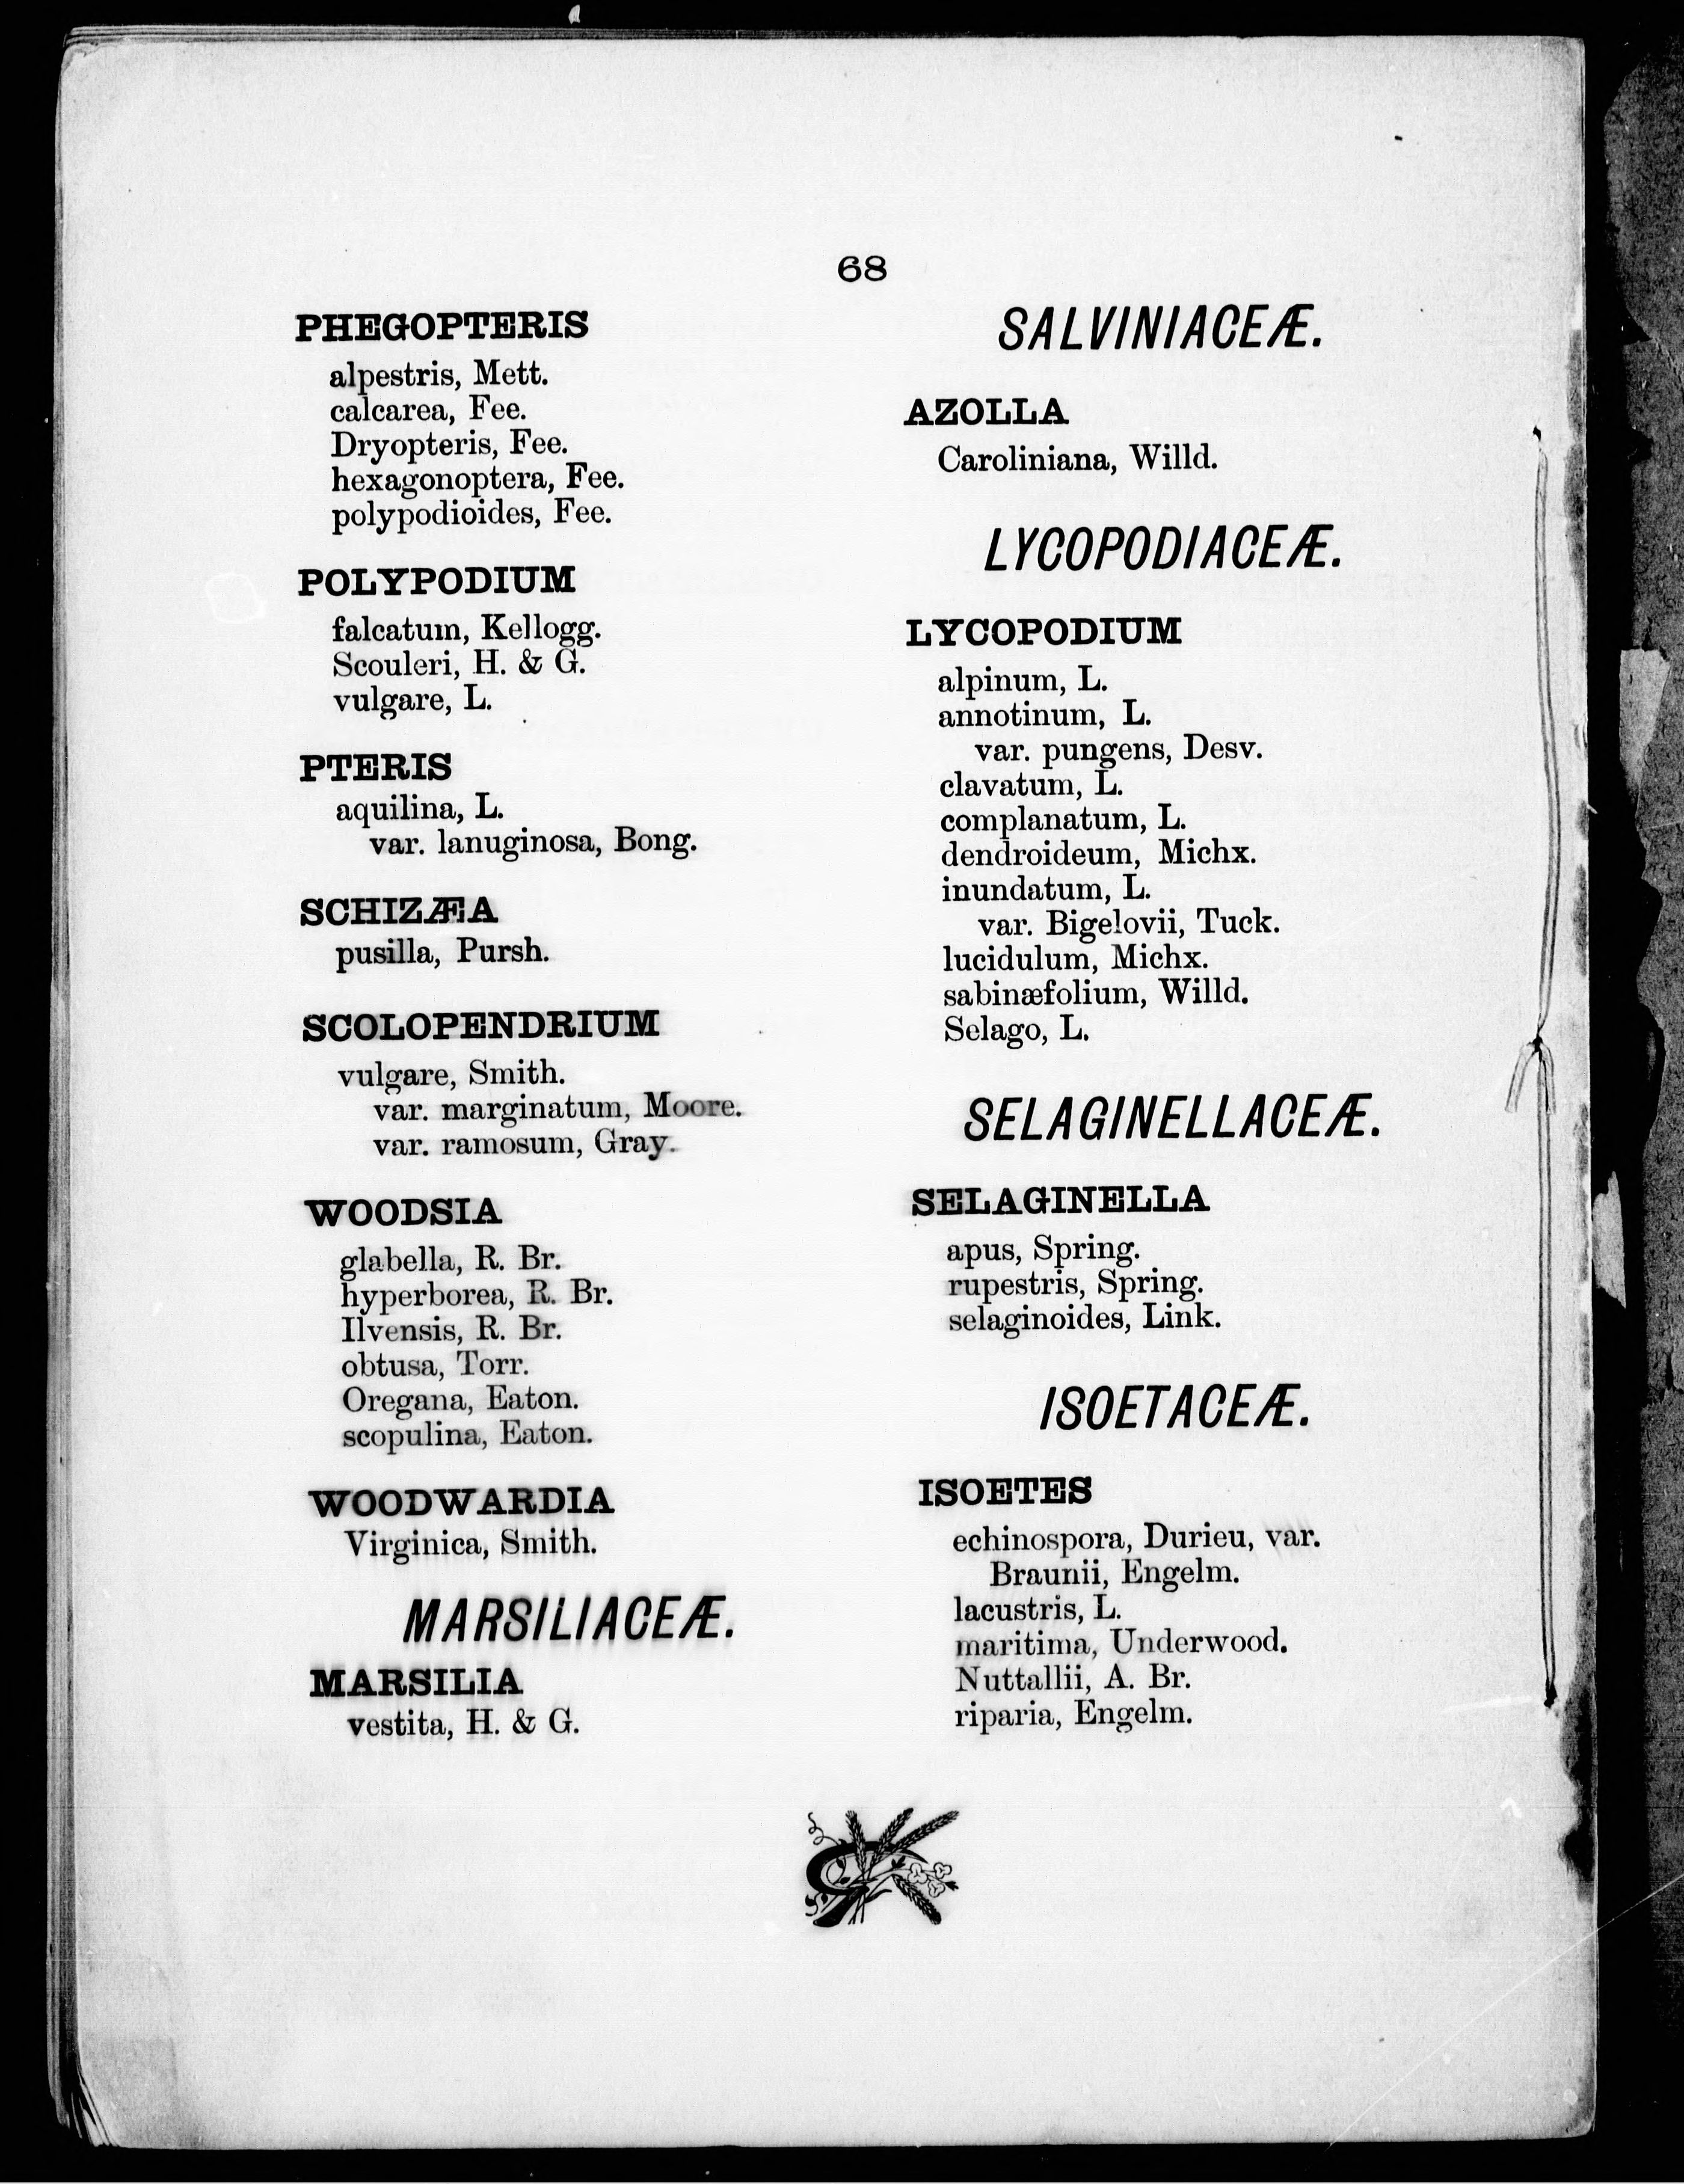 68
PHEGOPTERIS
alpestris, Mett.
calcarea, Fee.
Dryopteris, Fee.
hexagonoptera, Fee.
polypodioides, Fee.
POLYPODIUM
falcatum, Kellogg.
Scouleri, H. & G.
vulgare, L.
PTERIS
aquilina, L.
var. lanuginosa, Bong.
SCHIZÆA
pusilla, Pursh.
SCOLOPENDRIUM
vulgare, Smith.
var. marginatum, Moore.
var. ramosum, Gray.
WOODSIA
glabella, R. Br.
hyperborea, R. Br.
Ilvensis, R. Br.
obtusa, Torr.
Oregana, Eaton.
scopulina, Eaton.
WOODWARDIA
Virginica, Smith.
MARSILIACEÆ.
MARSILIA
vestita, H. & G.
SALVINIACEÆ.
AZOLLA
Caroliniana, Willd.
LYCOPODIACEÆ.
LYCOPODIUM
alpinum, L.
annotinum, L.
var. pungens, Desv.
clavatum, L.
complanatum, L.
dendroideum, Michx.
inundatum, L.
var. Bigelovii, Tuck.
lucidulum, Michx.
sabinæfolium, Willd.
Selago, L.
SELAGINELLACEÆ.
SELAGINELLA
apus, Spring.
rupestris, Spring.
selaginoides, Link.
ISOETACEÆ.
ISOETES
echinospora, Durieu, var.
Braunii, Engelm.
lacustris, L.
maritima, Underwood.
Nuttallii, A. Br.
riparia, Engelm.